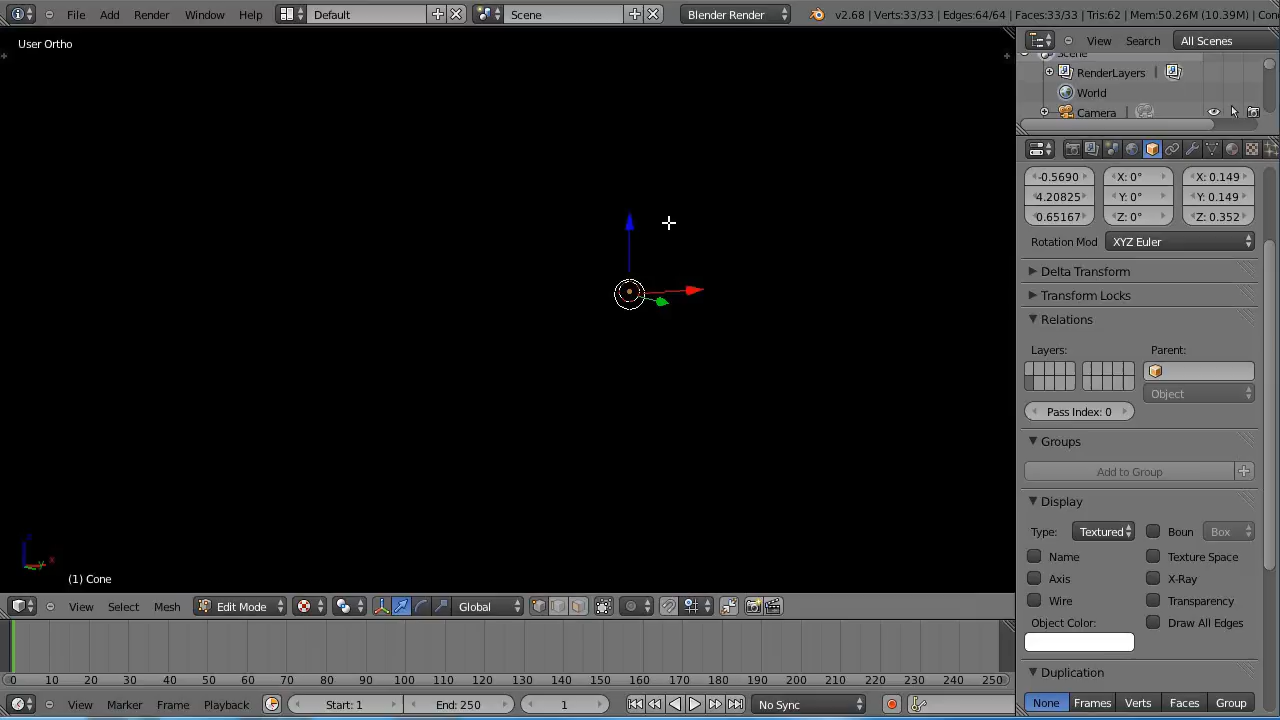 File Add Render Window Help Default Scene Blender Render v2.68 | Verts:33/33 | Edges:64/64 | Faces:33/33 | Tris:62 | Mem:50.26M (10.39M) | Con
User Ortho
View Search All Scenes
Scene
RenderLayers |
World
Camera |
-0.5690 X: 0° X: 0.149
4.20825 Y: 0° Y: 0.149
0.65167 Z: 0° Z: 0.352
Rotation Mod XYZ Euler
Delta Transform
Transform Locks
Relations
Layers: Parent:
Object
Pass Index: 0
Groups
Add to Group
Display
Type: Textured Boun Box
Name Texture Space
Axis X-Ray
Wire Transparency
Object Color: Draw All Edges
Duplication
None Frames Verts Faces Group
x
(1) Cone
View Select Mesh Edit Mode Global
0 10 20 30 40 50 60 70 80 90 100 110 120 130 140 150 160 170 180 190 200 210 220 230 240 250
View Marker Frame Playback Start: 1 End: 250 1 No Sync